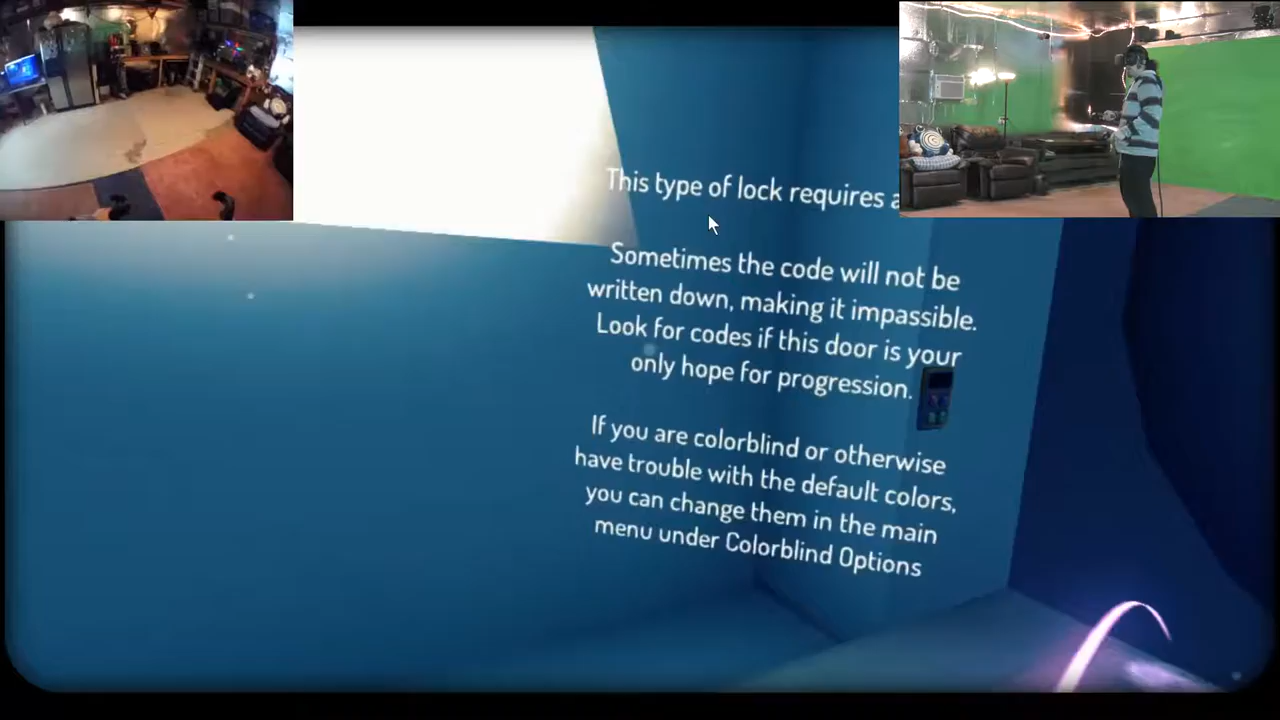 This type of lock requires a
Sometimes the code will not be
written down, making it impassible.
Look for codes if this door is your
only hope for progression.
If you are colorblind or otherwise
have trouble with the default colors,
you can change them in the main
menu under Colorblind Options